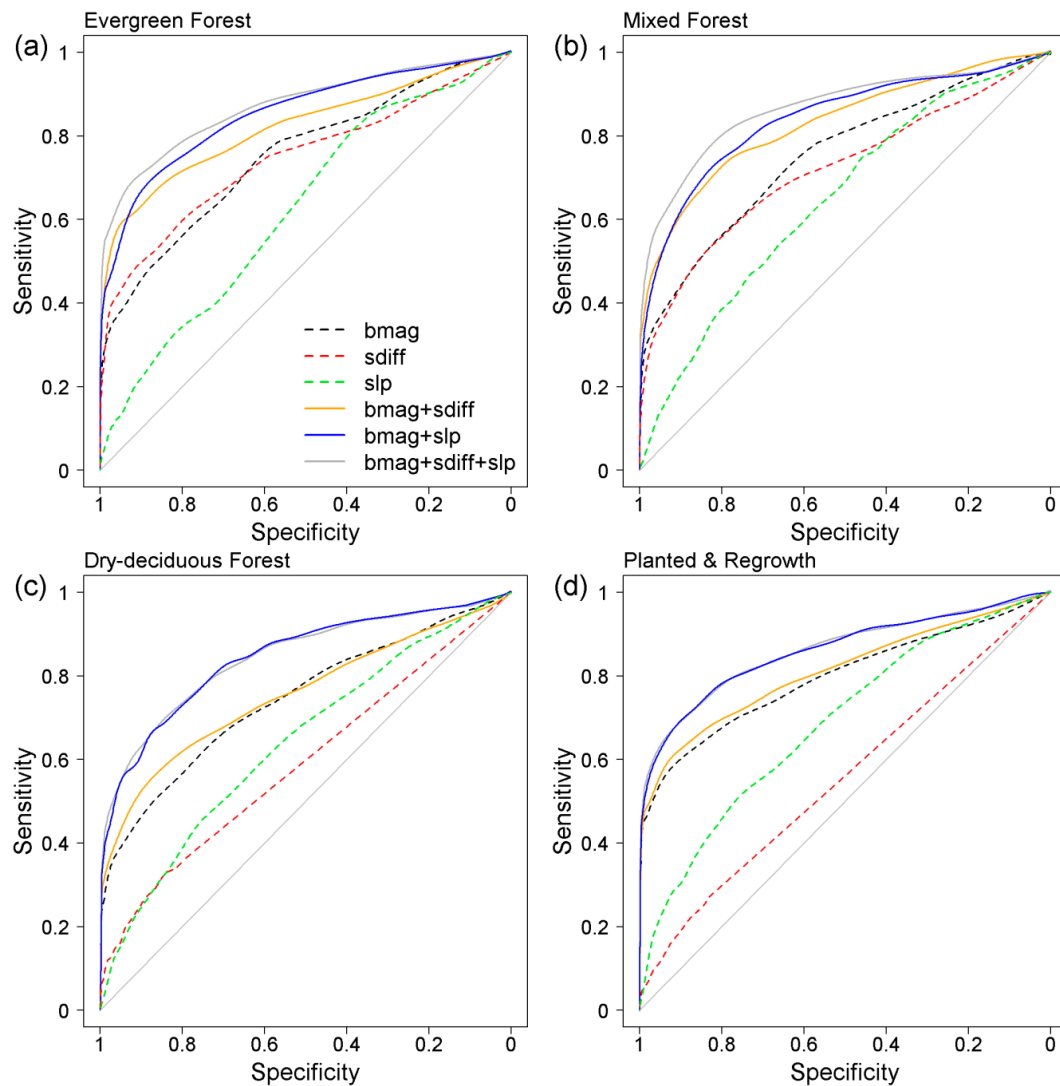 Evergreen Forest
(a)
1
0.8
0.6
0.4
0.2
0
Sensitivity
bmag
sdiff
slp
bmag+sdiff
bmag+slp
bmag+sdiff+slp
1 0.8 0.6 0.4 0.2 0
Specificity
Mixed Forest
(b)
1
0.8
0.6
0.4
0.2
0
Sensitivity
1 0.8 0.6 0.4 0.2 0
Specificity
Dry-deciduous Forest
(c)
1
0.8
0.6
0.4
0.2
0
Sensitivity
1 0.8 0.6 0.4 0.2 0
Specificity
Planted & Regrowth
(d)
1
0.8
0.6
0.4
0.2
0
Sensitivity
1 0.8 0.6 0.4 0.2 0
Specificity